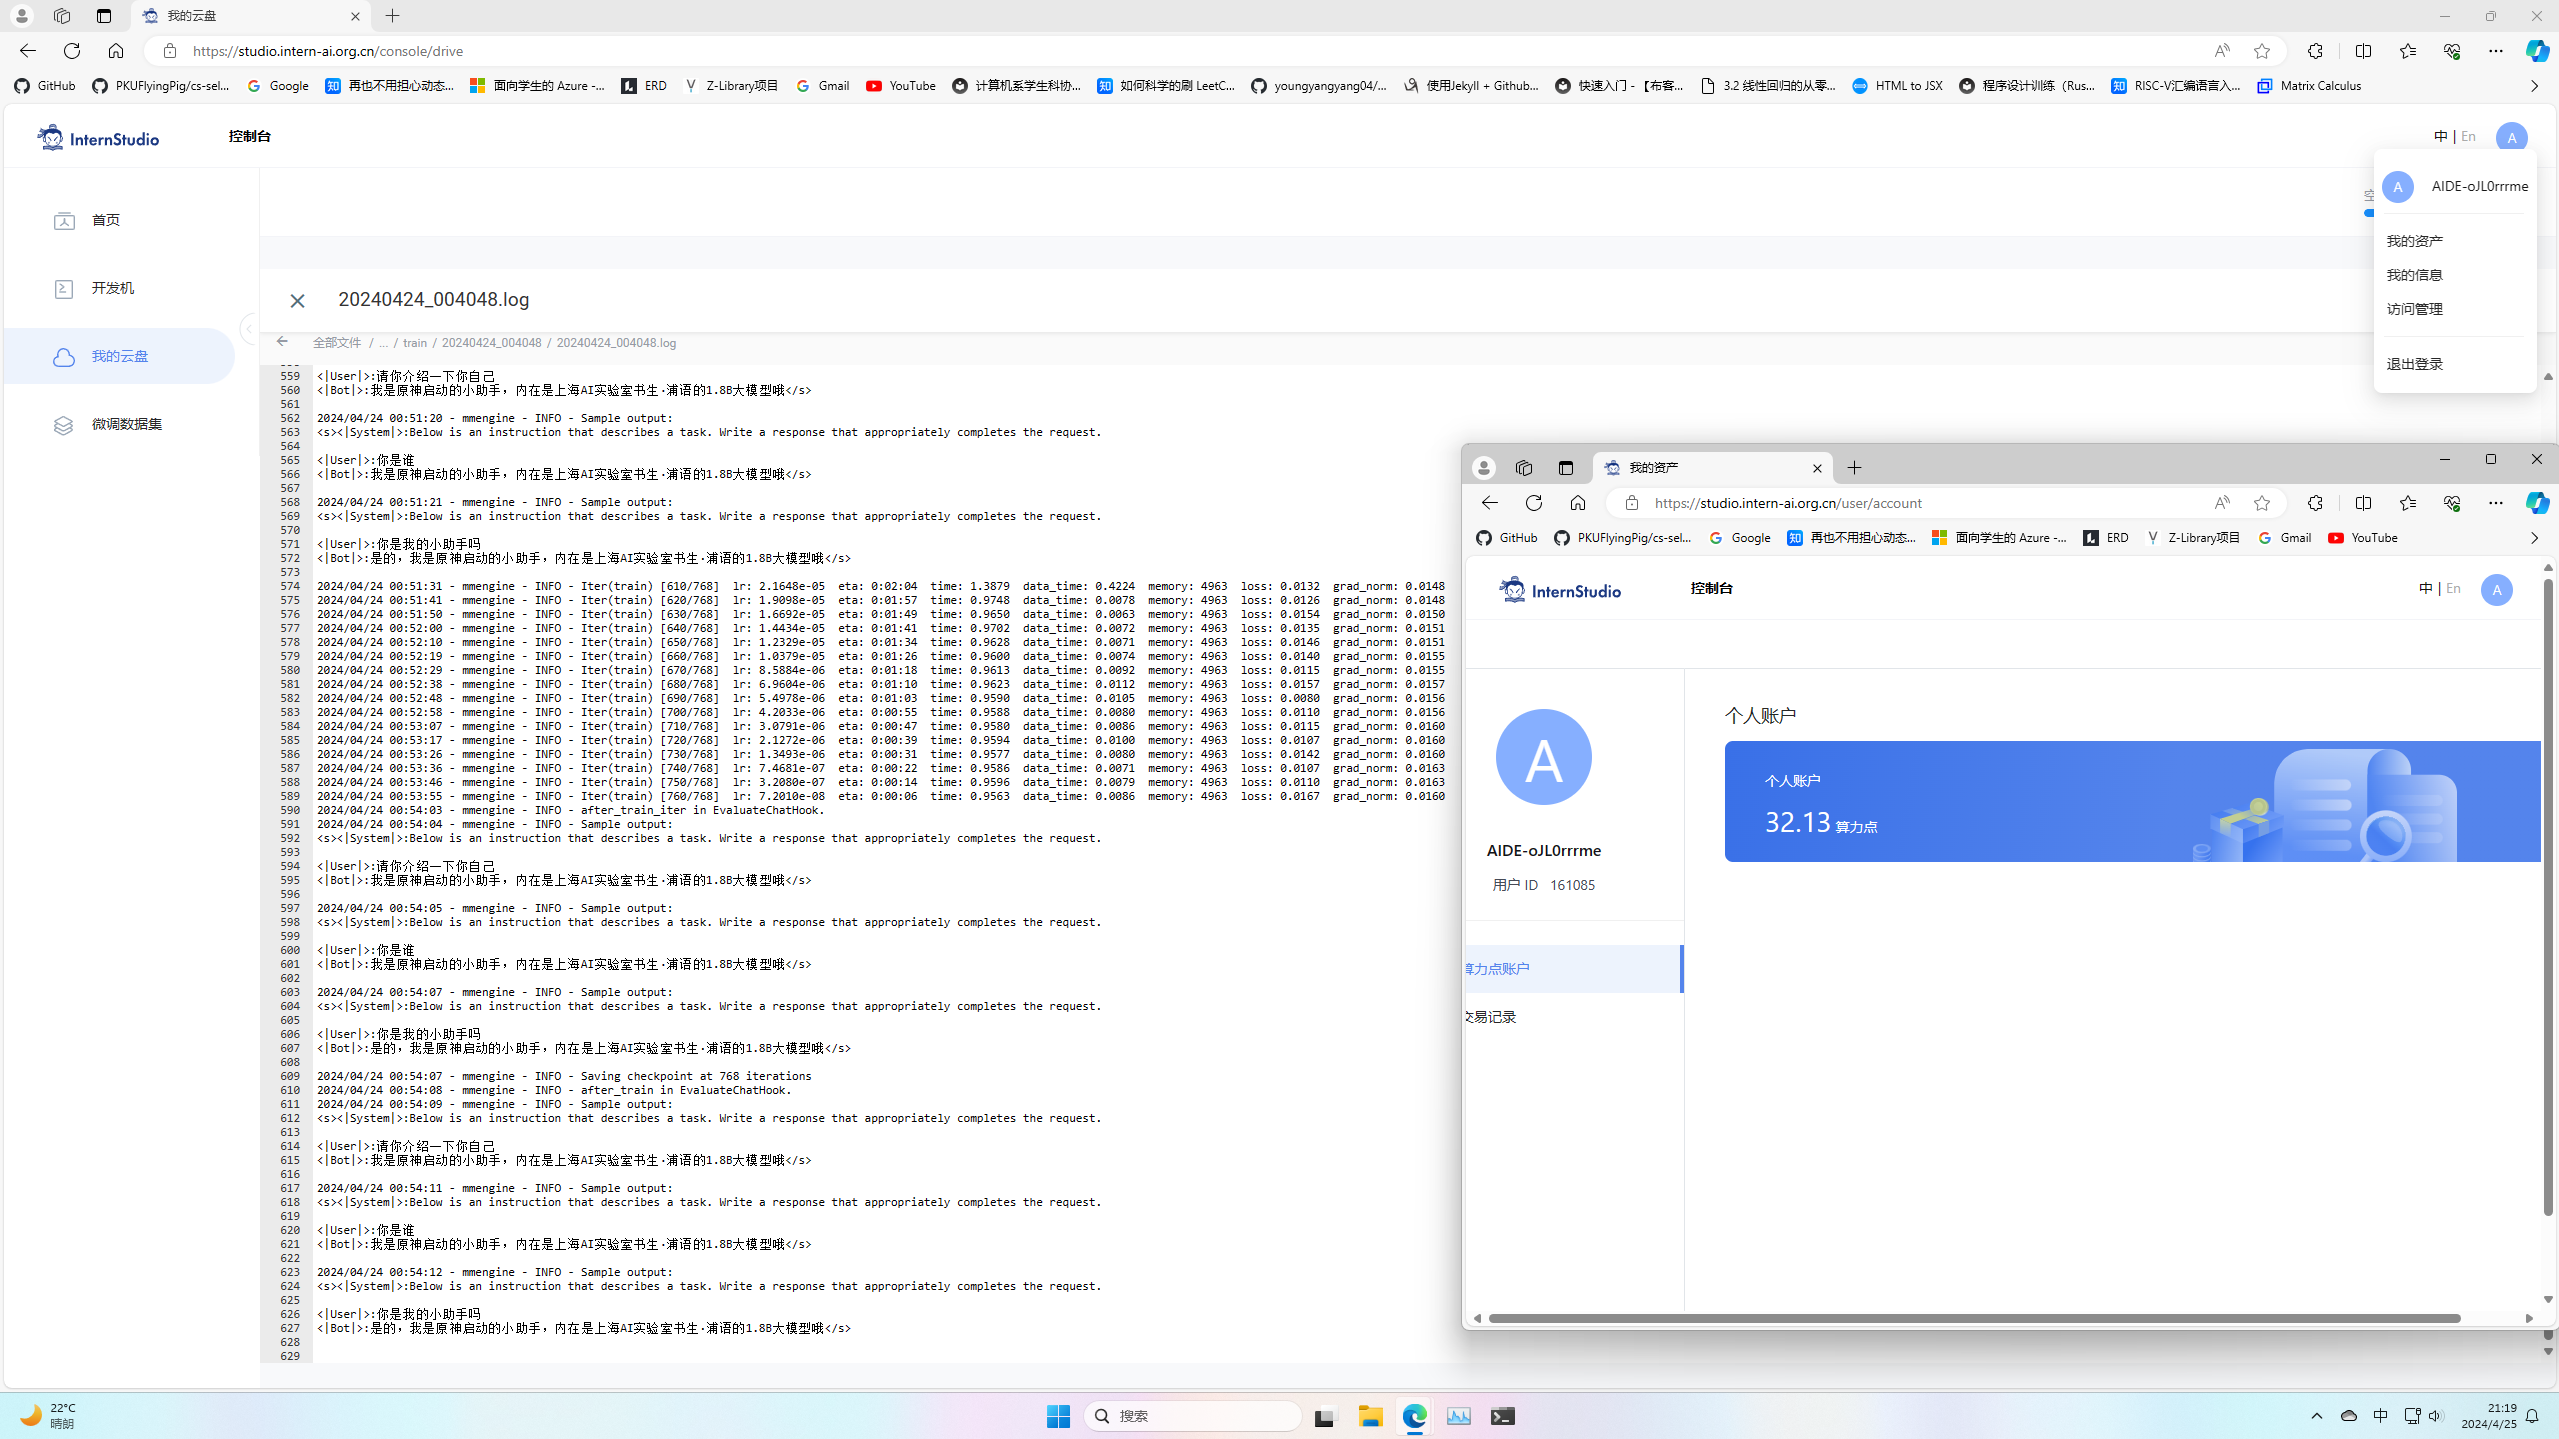 我的云盘
https://studio.intern-ai.org.cn/console/drive
GitHub
PKUFlyingPig/cs-sel...
Google
再也不用担心动态...
面向学生的 Azure -...
ERD
Z-Library项目
Gmail
YouTube
计算机系学生科协...
如何科学的刷 LeetC...
youngyangyang04/...
使用Jekyll + Github...
快速入门 - 【布客...
3.2 线性回归的从零...
HTML to JSX
程序设计训练（Rus...
RISC-V汇编语言入...
Matrix Calculus
InternStudio
控制台
中 | En
A
A AIDE-oJL0rrrme
我的资产
我的信息
访问管理
退出登录
首页
开发机
我的云盘
微调数据集
20240424_004048.log
全部文件 / ... / train / 20240424_004048 / 20240424_004048.log
559 <|User|>:请你介绍一下你自己
560 <|Bot|>:我是原神启动的小助手，内在是上海AI实验室书生·浦语的1.8B大模型哦</s>
561
562 2024/04/24 00:51:20 - mmengine - INFO - Sample output:
563 <s><|System|>:Below is an instruction that describes a task. Write a response that appropriately completes the request.
564
565 <|User|>:你是谁
566 <|Bot|>:我是原神启动的小助手，内在是上海AI实验室书生·浦语的1.8B大模型哦</s>
567
568 2024/04/24 00:51:21 - mmengine - INFO - Sample output:
569 <s><|System|>:Below is an instruction that describes a task. Write a response that appropriately completes the request.
570
571 <|User|>:你是我的小助手吗
572 <|Bot|>:是的，我是原神启动的小助手，内在是上海AI实验室书生·浦语的1.8B大模型哦</s>
573
574 2024/04/24 00:51:31 - mmengine - INFO - Iter(train) [610/768] lr: 2.1648e-05 eta: 0:02:04 time: 1.3879 data_time: 0.4224 memory: 4963 loss: 0.0132 grad_norm: 0.0148
575 2024/04/24 00:51:41 - mmengine - INFO - Iter(train) [620/768] lr: 1.9098e-05 eta: 0:01:57 time: 0.9748 data_time: 0.0078 memory: 4963 loss: 0.0126 grad_norm: 0.0148
576 2024/04/24 00:51:50 - mmengine - INFO - Iter(train) [630/768] lr: 1.6692e-05 eta: 0:01:49 time: 0.9650 data_time: 0.0063 memory: 4963 loss: 0.0154 grad_norm: 0.0150
577 2024/04/24 00:52:00 - mmengine - INFO - Iter(train) [640/768] lr: 1.4434e-05 eta: 0:01:41 time: 0.9702 data_time: 0.0072 memory: 4963 loss: 0.0135 grad_norm: 0.0151
578 2024/04/24 00:52:10 - mmengine - INFO - Iter(train) [650/768] lr: 1.2329e-05 eta: 0:01:34 time: 0.9628 data_time: 0.0071 memory: 4963 loss: 0.0146 grad_norm: 0.0151
579 2024/04/24 00:52:19 - mmengine - INFO - Iter(train) [660/768] lr: 1.0379e-05 eta: 0:01:26 time: 0.9600 data_time: 0.0074 memory: 4963 loss: 0.0140 grad_norm: 0.0155
580 2024/04/24 00:52:29 - mmengine - INFO - Iter(train) [670/768] lr: 8.5884e-06 eta: 0:01:18 time: 0.9613 data_time: 0.0092 memory: 4963 loss: 0.0115 grad_norm: 0.0155
581 2024/04/24 00:52:38 - mmengine - INFO - Iter(train) [680/768] lr: 6.9604e-06 eta: 0:01:10 time: 0.9623 data_time: 0.0112 memory: 4963 loss: 0.0157 grad_norm: 0.0157
582 2024/04/24 00:52:48 - mmengine - INFO - Iter(train) [690/768] lr: 5.4978e-06 eta: 0:01:03 time: 0.9590 data_time: 0.0105 memory: 4963 loss: 0.0080 grad_norm: 0.0156
583 2024/04/24 00:52:58 - mmengine - INFO - Iter(train) [700/768] lr: 4.2033e-06 eta: 0:00:55 time: 0.9588 data_time: 0.0080 memory: 4963 loss: 0.0110 grad_norm: 0.0156
584 2024/04/24 00:53:07 - mmengine - INFO - Iter(train) [710/768] lr: 3.0791e-06 eta: 0:00:47 time: 0.9580 data_time: 0.0086 memory: 4963 loss: 0.0115 grad_norm: 0.0160
585 2024/04/24 00:53:17 - mmengine - INFO - Iter(train) [720/768] lr: 2.1272e-06 eta: 0:00:39 time: 0.9594 data_time: 0.0100 memory: 4963 loss: 0.0107 grad_norm: 0.0160
586 2024/04/24 00:53:26 - mmengine - INFO - Iter(train) [730/768] lr: 1.3493e-06 eta: 0:00:31 time: 0.9577 data_time: 0.0080 memory: 4963 loss: 0.0142 grad_norm: 0.0160
587 2024/04/24 00:53:36 - mmengine - INFO - Iter(train) [740/768] lr: 7.4681e-07 eta: 0:00:22 time: 0.9586 data_time: 0.0071 memory: 4963 loss: 0.0107 grad_norm: 0.0163
588 2024/04/24 00:53:46 - mmengine - INFO - Iter(train) [750/768] lr: 3.2080e-07 eta: 0:00:14 time: 0.9596 data_time: 0.0079 memory: 4963 loss: 0.0110 grad_norm: 0.0163
589 2024/04/24 00:53:55 - mmengine - INFO - Iter(train) [760/768] lr: 7.2010e-08 eta: 0:00:06 time: 0.9563 data_time: 0.0086 memory: 4963 loss: 0.0167 grad_norm: 0.0160
590 2024/04/24 00:54:03 - mmengine - INFO - after_train_iter in EvaluateChatHook.
591 2024/04/24 00:54:04 - mmengine - INFO - Sample output:
592 <s><|System|>:Below is an instruction that describes a task. Write a response that appropriately completes the request.
593
594 <|User|>:请你介绍一下你自己
595 <|Bot|>:我是原神启动的小助手，内在是上海AI实验室书生·浦语的1.8B大模型哦</s>
596
597 2024/04/24 00:54:05 - mmengine - INFO - Sample output:
598 <s><|System|>:Below is an instruction that describes a task. Write a response that appropriately completes the request.
599
600 <|User|>:你是谁
601 <|Bot|>:我是原神启动的小助手，内在是上海AI实验室书生·浦语的1.8B大模型哦</s>
602
603 2024/04/24 00:54:07 - mmengine - INFO - Sample output:
604 <s><|System|>:Below is an instruction that describes a task. Write a response that appropriately completes the request.
605
606 <|User|>:你是我的小助手吗
607 <|Bot|>:是的，我是原神启动的小助手，内在是上海AI实验室书生·浦语的1.8B大模型哦</s>
608
609 2024/04/24 00:54:07 - mmengine - INFO - Saving checkpoint at 768 iterations
610 2024/04/24 00:54:08 - mmengine - INFO - after_train in EvaluateChatHook.
611 2024/04/24 00:54:09 - mmengine - INFO - Sample output:
612 <s><|System|>:Below is an instruction that describes a task. Write a response that appropriately completes the request.
613
614 <|User|>:请你介绍一下你自己
615 <|Bot|>:我是原神启动的小助手，内在是上海AI实验室书生·浦语的1.8B大模型哦</s>
616
617 2024/04/24 00:54:11 - mmengine - INFO - Sample output:
618 <s><|System|>:Below is an instruction that describes a task. Write a response that appropriately completes the request.
619
620 <|User|>:你是谁
621 <|Bot|>:我是原神启动的小助手，内在是上海AI实验室书生·浦语的1.8B大模型哦</s>
622
623 2024/04/24 00:54:12 - mmengine - INFO - Sample output:
624 <s><|System|>:Below is an instruction that describes a task. Write a response that appropriately completes the request.
625
626 <|User|>:你是我的小助手吗
627 <|Bot|>:是的，我是原神启动的小助手，内在是上海AI实验室书生·浦语的1.8B大模型哦</s>
628
629
我的资产
https://studio.intern-ai.org.cn/user/account
GitHub
PKUFlyingPig/cs-sel...
Google
再也不用担心动态...
面向学生的 Azure -...
ERD
Z-Library项目
Gmail
YouTube
InternStudio
控制台
中 | En
A
A
AIDE-oJL0rrrme
用户 ID 161085
算力点账户
交易记录
个人账户
个人账户
32.13 算力点
22°C
晴朗
搜索
中
21:19
2024/4/25